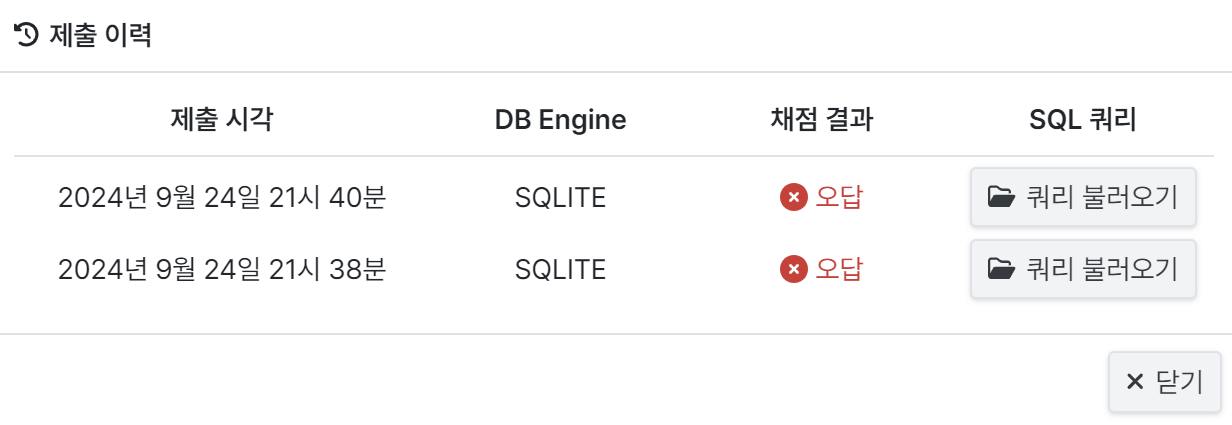 제출 이력
제출 시각 DB Engine 채점 결과 SQL 쿼리
2024년 9월 24일 21시 40분 SQLITE 오답 쿼리 불러오기
2024년 9월 24일 21시 38분 SQLITE 오답 쿼리 불러오기
닫기